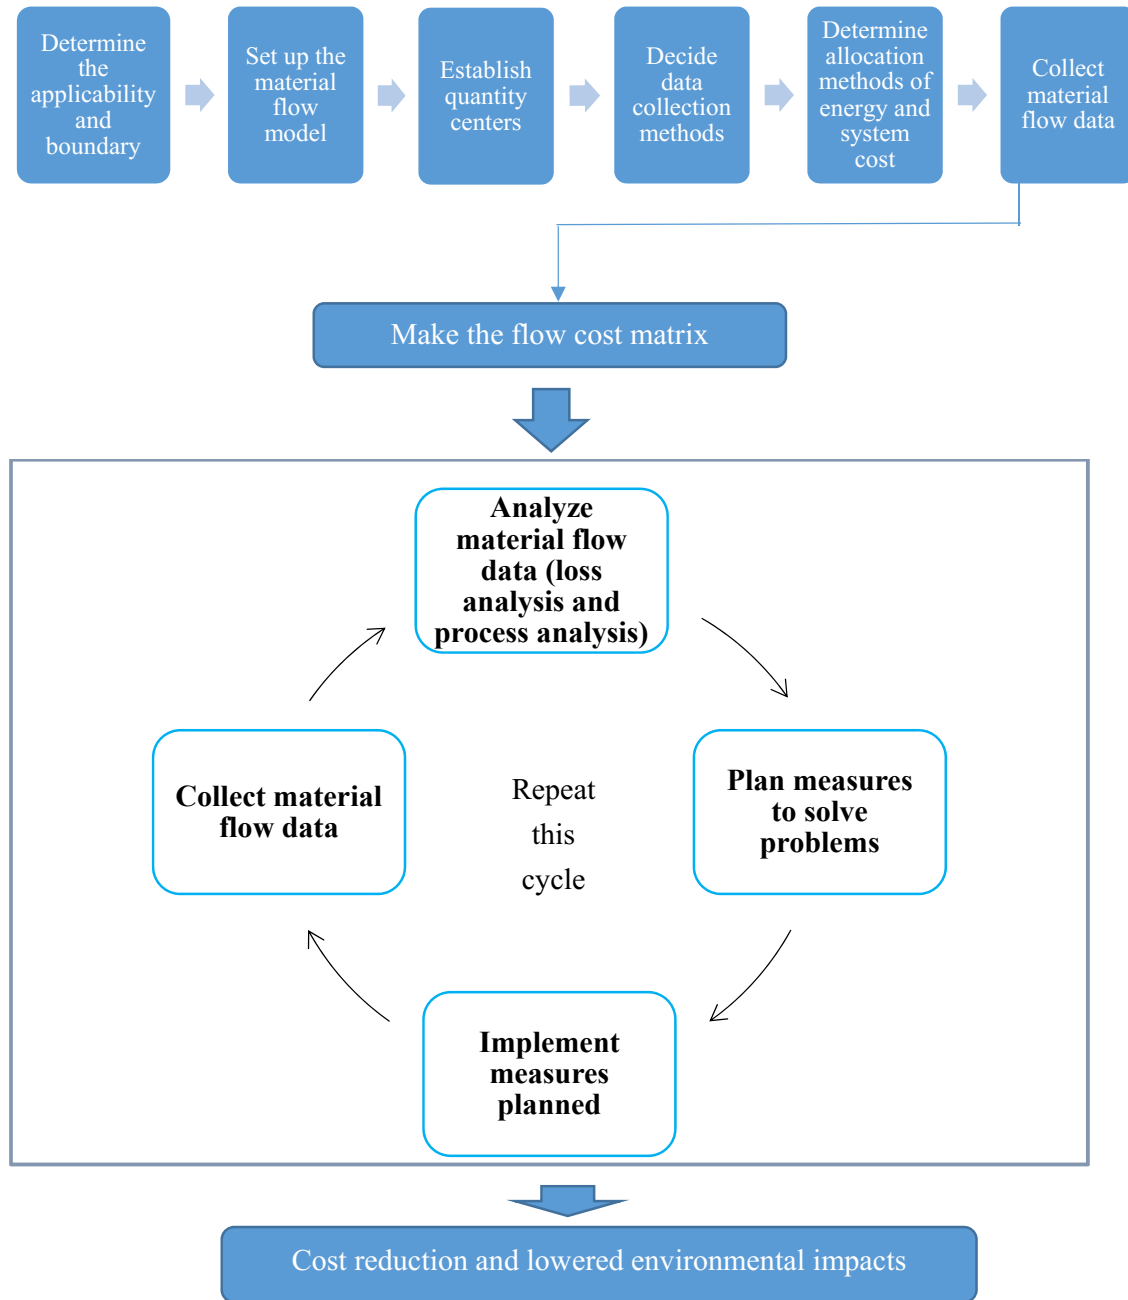 Determine
the
applicability
and
boundary
Set up the
material
flow
model
Establish
quantity
centers
Decide
data
collection
methods
Determine
allocation
methods of
energy and
system
cost
Collect
material
flow data
Make the flow cost matrix
Analyze
material flow
data (loss
analysis and
process analysis)
Collect material
flow data
Repeat
this
cycle
Plan measures
to solve
problems
Implement
measures
planned
Cost reduction and lowered environmental impacts